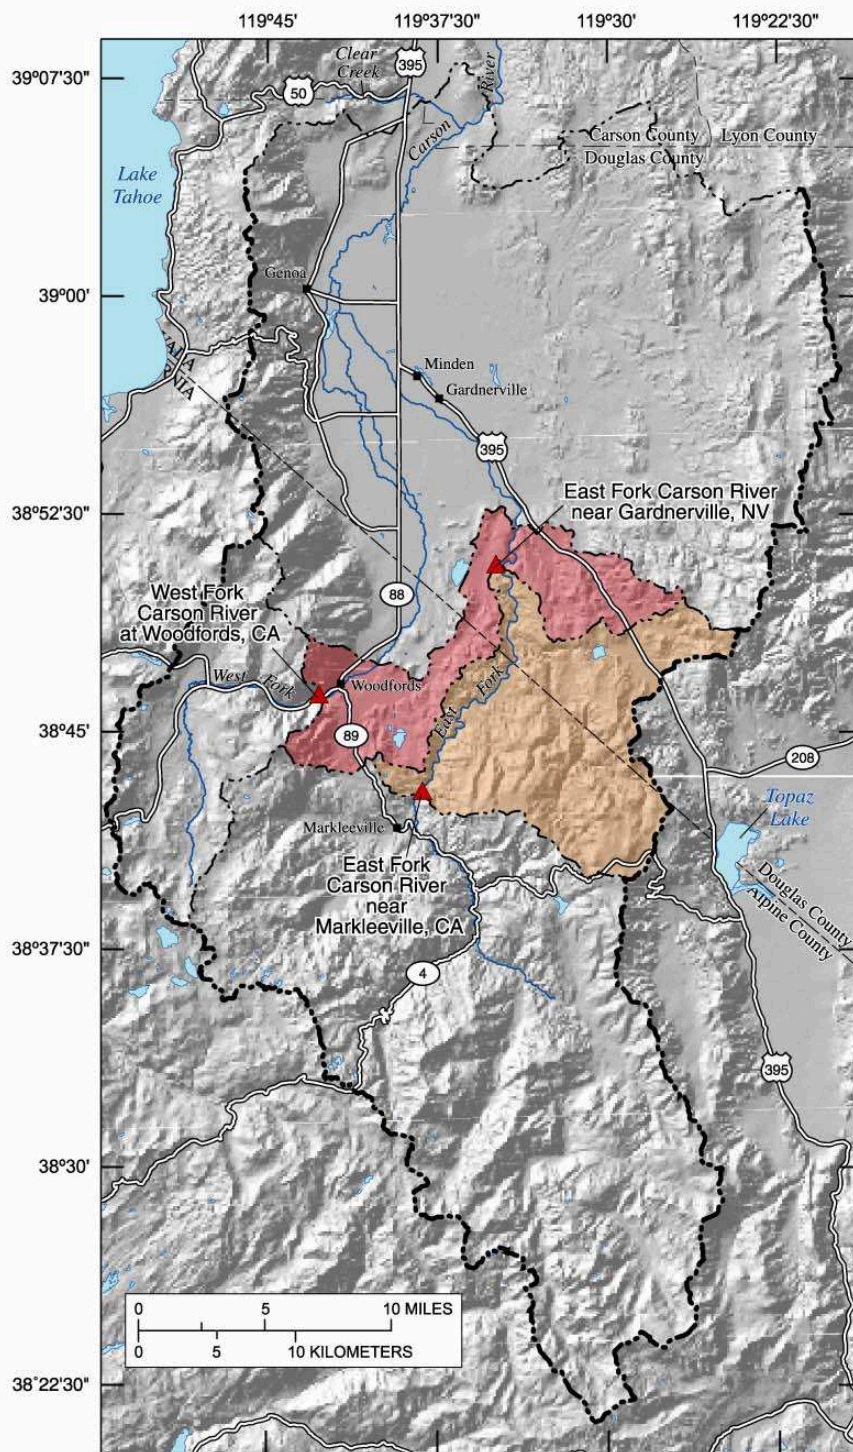 119°45'
119°37'30"
119°30'
119°22'30"
39°07'30"
Clear
Creek
395
River
50
Carson
Carson County
Lyon County
Douglas County
Lake
Tahoe
Genoa
39°00'
Minden
Gardnerville
395
38°52'30"
East Fork Carson River
near Gardnerville, NV
West Fork
Carson River
at Woodfords, CA
88
West
Fork
Woodfords
East
Fork
38°45'
89
208
Markleeville
Topaz
Lake
East Fork
Carson River
near
Markleeville, CA
Douglas County
Alpine County
38°37'30"
4
395
38°30'
0 5 10 MILES
0 5 10 KILOMETERS
38°22'30"